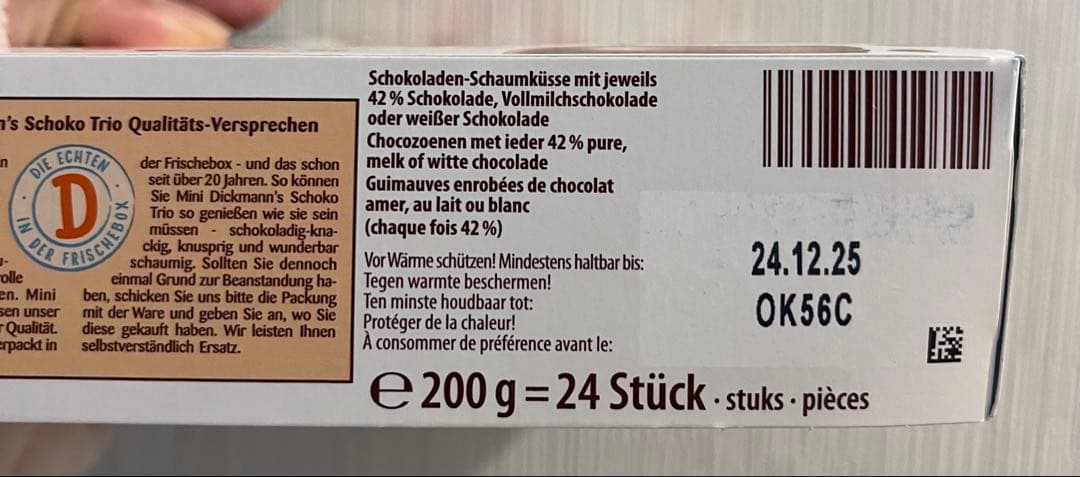 n's Schoko Trio Qualitäts-Versprechen
DIE ECHTEN
D
IN DER FRISCHEBOX
der Frischebox - und das schon
seit über 20 Jahren. So können
Sie Mini Dickmann's Schoko
Trio so genießen wie sie sein
müssen - schokoladig-kna-
ckig, knusprig und wunderbar
schaumig. Sollten Sie dennoch
einmal Grund zur Beanstandung ha-
en. Mini ben, schicken Sie uns bitte die Packung
sen unser mit der Ware und geben Sie an, wo Sie
Qualität. diese gekauft haben. Wir leisten Ihnen
erpackt in selbstverständlich Ersatz.
Schokoladen-Schaumküsse mit jeweils
42 % Schokolade, Vollmilchschokolade
oder weißer Schokolade
Chocozoenen met ieder 42 % pure,
melk of witte chocolade
Guimauves enrobées de chocolat
amer, au lait ou blanc
(chaque fois 42 %)
Vor Wärme schützen! Mindestens haltbar bis:
Tegen warmte beschermen!
Ten minste houdbaar tot:
Protéger de la chaleur!
À consommer de préférence avant le:
24.12.25
OK56C
e 200 g = 24 Stück · stuks · pièces